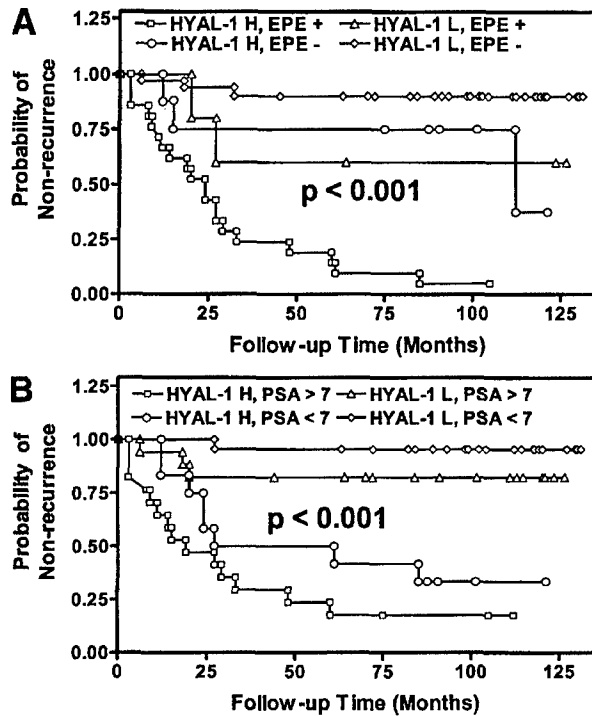 A
HYAL-1 H, EPE + HYAL-1 L, EPE +
HYAL-1 H, EPE - HYAL-1 L, EPE -
Probability of
Non-recurrence
1.25
1.00
0.75
0.50
0.25
0.00
p < 0.001
0 25 50 75 100 125
Follow-up Time (Months)
B
HYAL-1 H, PSA > 7 HYAL-1 L, PSA > 7
HYAL-1 H, PSA < 7 HYAL-1 L, PSA < 7
Probability of
Non-recurrence
1.25
1.00
0.75
0.50
0.25
0.00
p < 0.001
0 25 50 75 100 125
Follow-up Time (Months)